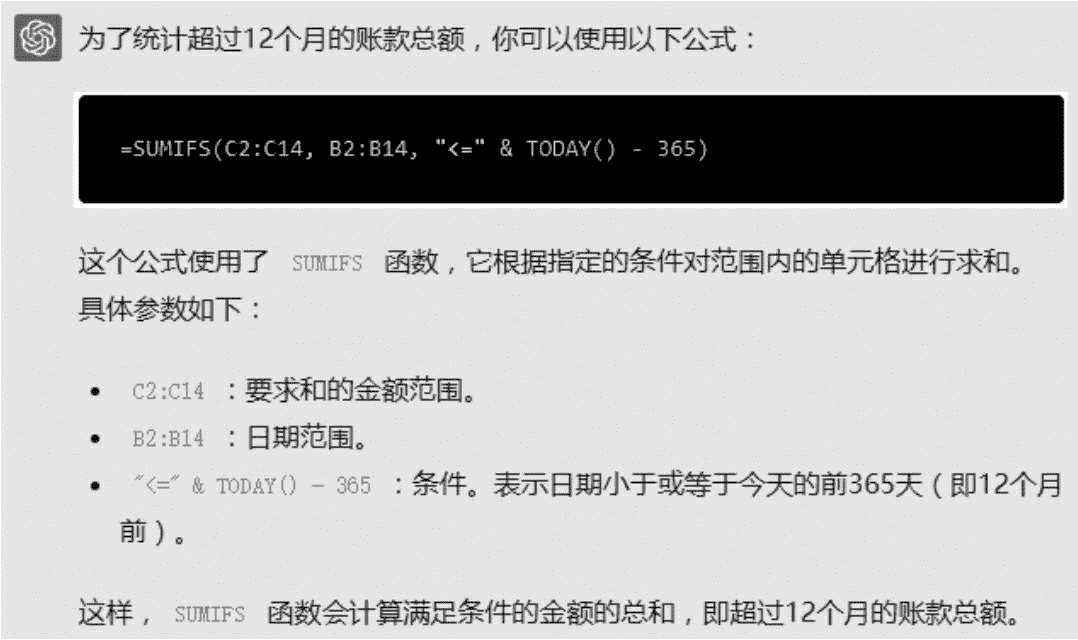 为了统计超过12个月的账款总额，你可以使用以下公式：
=SUMIFS(C2:C14, B2:B14, "<=" & TODAY() - 365)
这个公式使用了 SUMIFS 函数，它根据指定的条件对范围内的单元格进行求和。
具体参数如下：
• C2:C14 ：要求和的金额范围。
• B2:B14 ：日期范围。
• "<=" & TODAY() - 365 ：条件。表示日期小于或等于今天的前365天（即12个月
前）。
这样， SUMIFS 函数会计算满足条件的金额的总和，即超过12个月的账款总额。